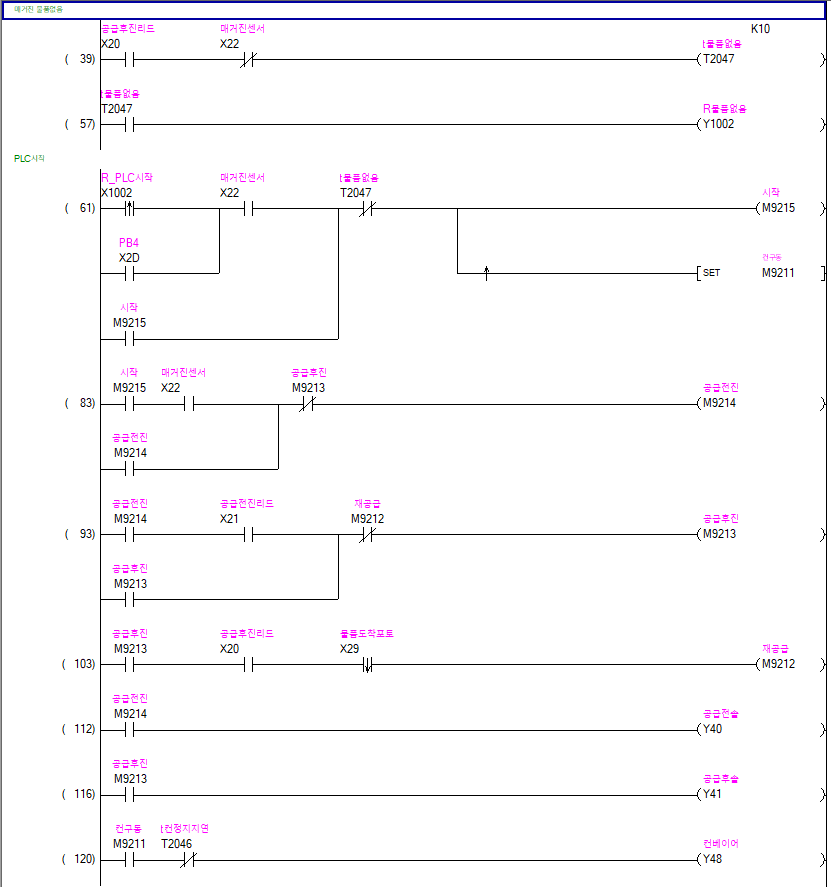 매거진 물품없음
공급후진리드 매거진센서 K10
X20 X22 t물품없음
( 39) ( T2047 )
t물품없음
T2047 R물품없음
( 57) ( Y1002 )
PLC시작
R_PLC시작 매거진센서 t물품없음
X1002 X22 T2047 시작
( 61) ( M9215 )
PB4
X2D 컨구동
[ SET M9211 ]
시작
M9215
시작 매거진센서 공급후진
M9215 X22 M9213 공급전진
( 83) ( M9214 )
공급전진
M9214
공급전진 공급전진리드 재공급
M9214 X21 M9212 공급후진
( 93) ( M9213 )
공급후진
M9213
공급후진 공급후진리드 물품도착포토
M9213 X20 X29 재공급
( 103) ( M9212 )
공급전진
M9214 공급전솔
( 112) ( Y40 )
공급후진
M9213 공급후솔
( 116) ( Y41 )
컨구동 t컨정지지연
M9211 T2046 컨베이어
( 120) ( Y48 )